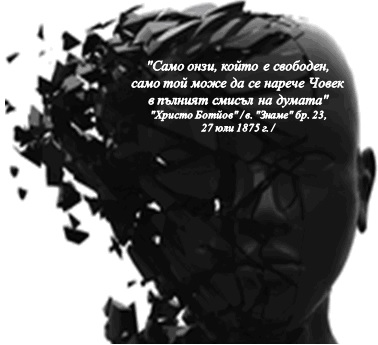 "Само онзи, който е свободен,
само той може да се нарече Човек
в пълният смисъл на думата"
"Христо Ботйов" / в. "Знаме" бр. 23,
27 юли 1875 г. /